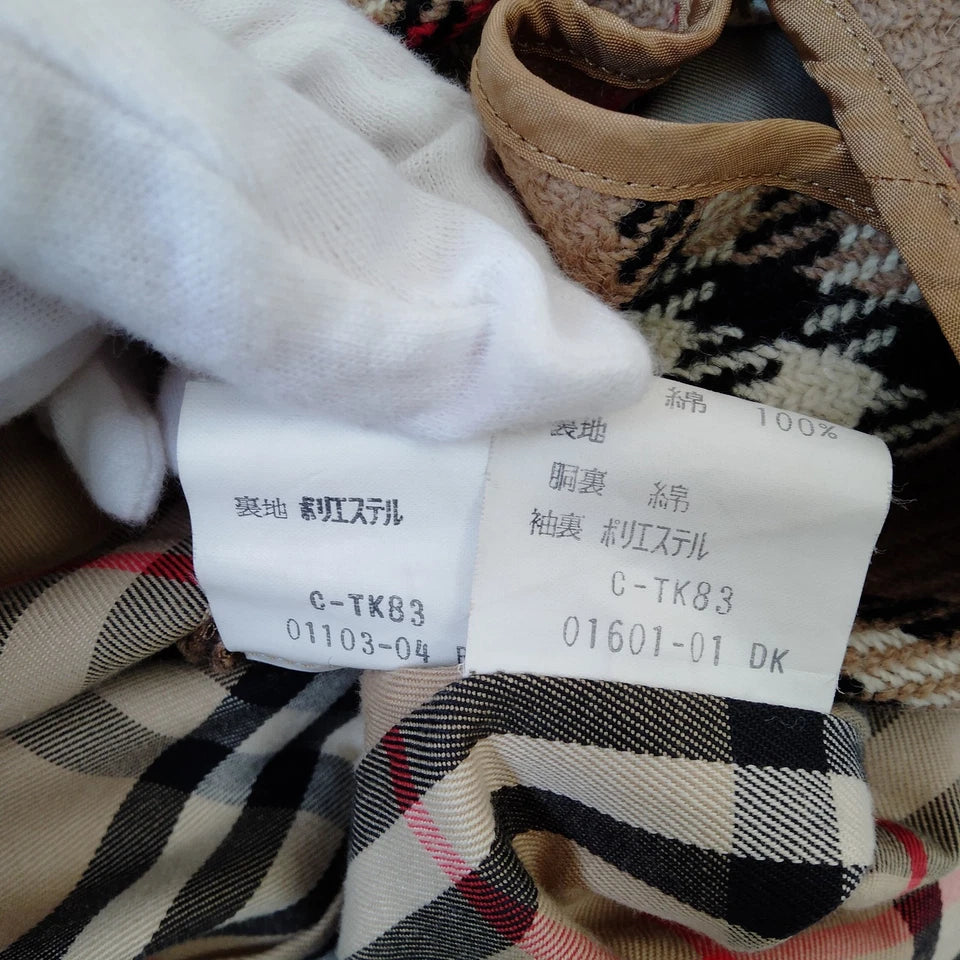 裏地 ポリエステル
C-TK83
01103-04
綿 100%
裏地
胴裏 綿
袖裏 ポリエステル
C-TK83
01601-01 DK